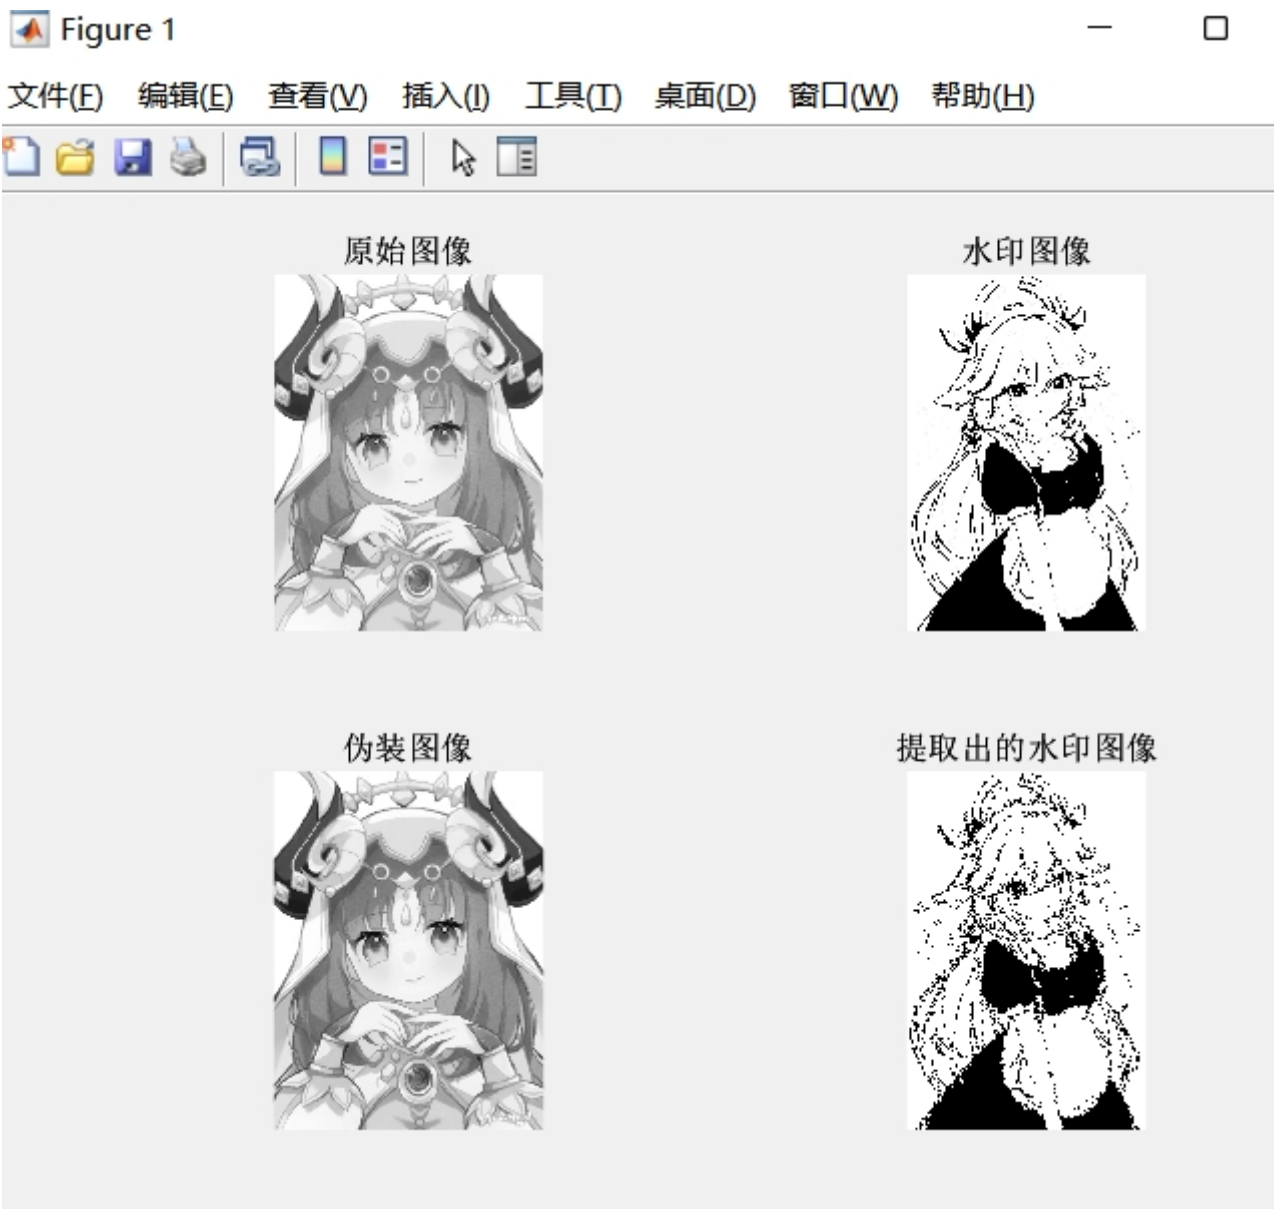 Figure 1
文件(F) 编辑(E) 查看(V) 插入(I) 工具(T) 桌面(D) 窗口(W) 帮助(H)
原始图像 水印图像
伪装图像 提取出的水印图像